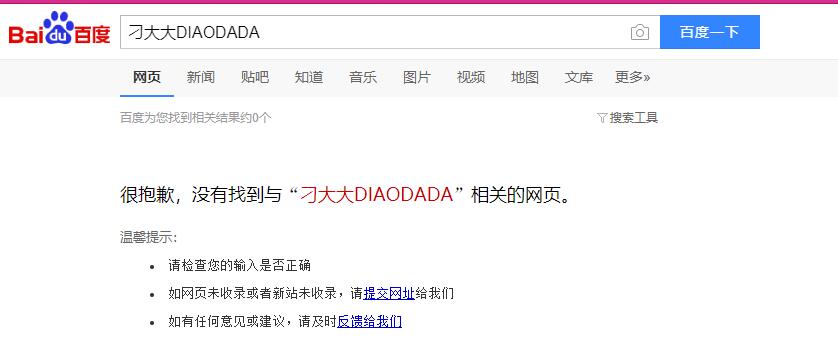 Bai du 百度 刁大大DIAODADA 百度一下
网页 新闻 贴吧 知道 音乐 图片 视频 地图 文库 更多»
百度为您找到相关结果约0个 搜索工具
很抱歉，没有找到与“刁大大DIAODADA”相关的网页。
温馨提示：
• 请检查您的输入是否正确
• 如网页未收录或者新站未收录，请提交网址给我们
• 如有任何意见或建议，请及时反馈给我们